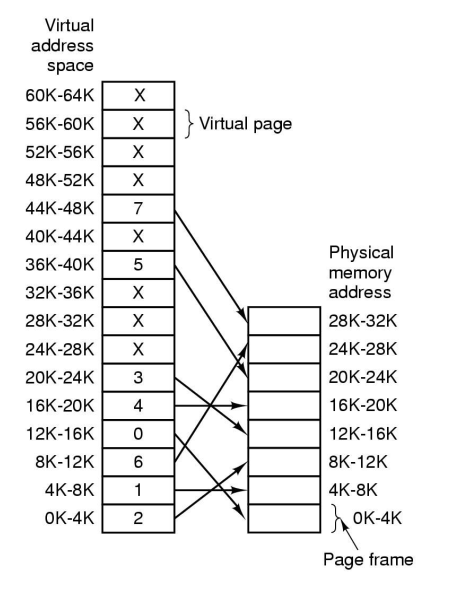 Virtual
address
space
60K-64K X
56K-60K X } Virtual page
52K-56K X
48K-52K X
44K-48K 7
40K-44K X
36K-40K 5
32K-36K X
28K-32K X
24K-28K X
20K-24K 3
16K-20K 4
12K-16K 0
8K-12K 6
4K-8K 1
0K-4K 2
Physical
memory
address
28K-32K
24K-28K
20K-24K
16K-20K
12K-16K
8K-12K
4K-8K
} 0K-4K
Page frame